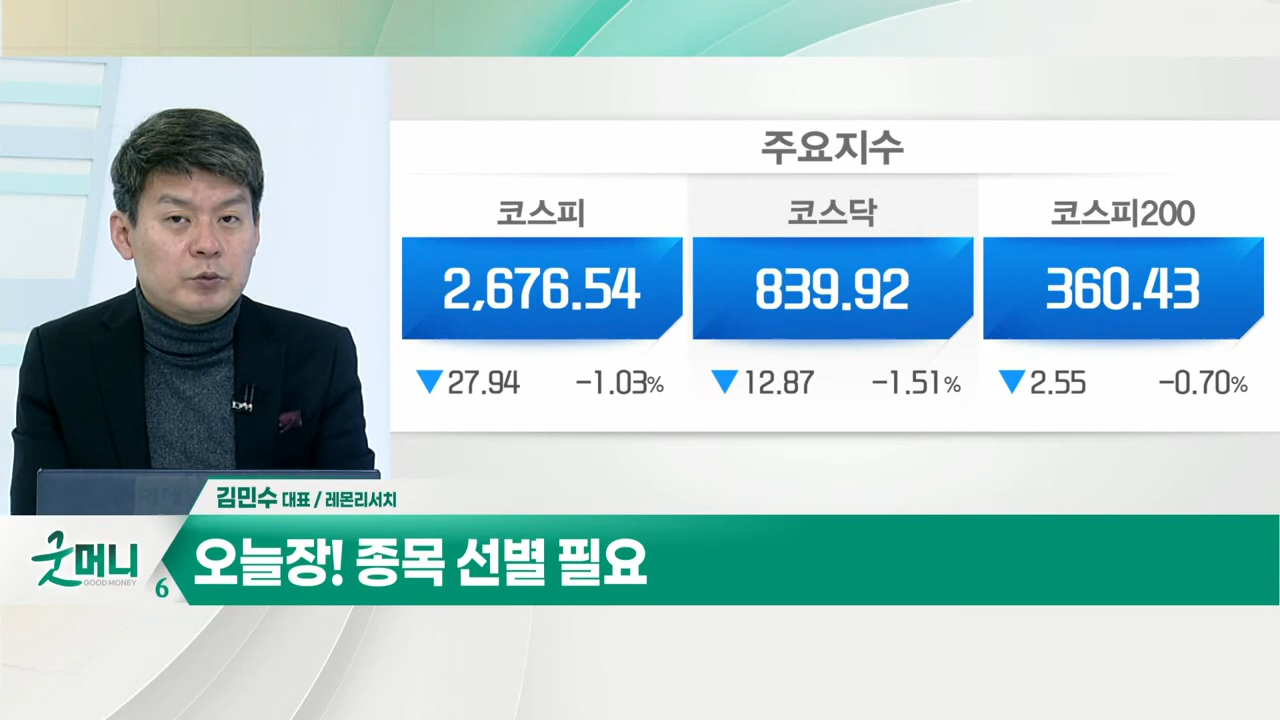 주요지수
코스피
코스닥
코스피200
2,676.54
839.92
360.43
▼27.94 -1.03%
▼12.87 -1.51%
▼2.55 -0.70%
김민수 대표 / 레몬리서치
굿머니
GOOD MONEY
6
오늘장! 종목 선별 필요